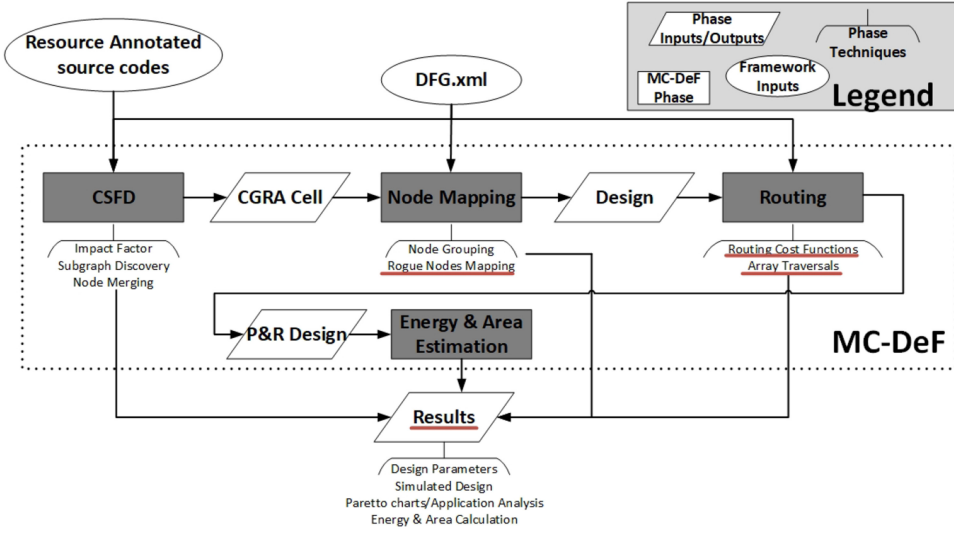 Resource Annotated
source codes
DFG.xml
Phase
Inputs/Outputs
Phase
Techniques
MC-DeF
Phase
Framework
Inputs
Legend
CSFD
CGRA Cell
Node Mapping
Design
Routing
Impact Factor
Subgraph Discovery
Node Merging
Node Grouping
Rogue Nodes Mapping
Routing Cost Functions
Array Traversals
P&R Design
Energy & Area
Estimation
MC-DeF
Results
Design Parameters
Simulated Design
Paretto charts/Application Analysis
Energy & Area Calculation